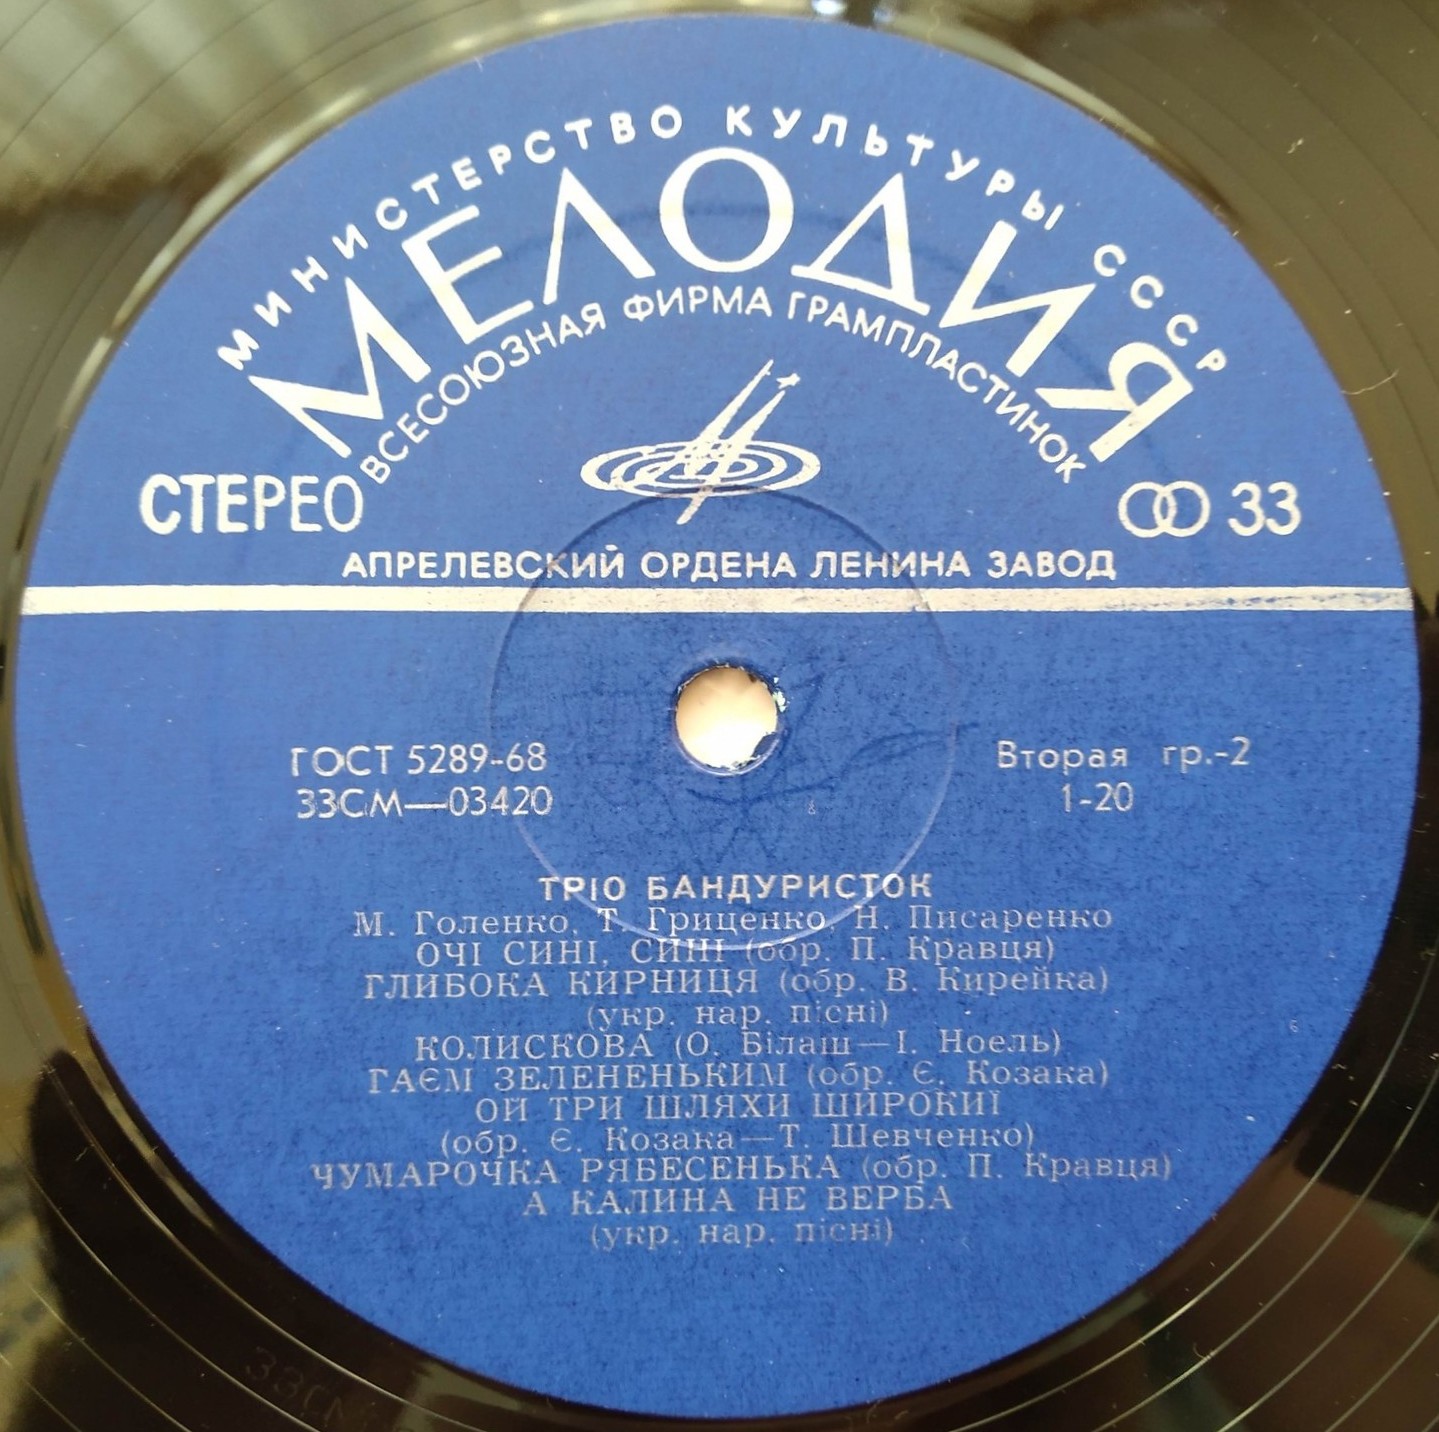 МИНИСТЕРСТВО КУЛЬТУРЫ СССР
МЕЛОДИЯ
ВСЕСОЮЗНАЯ ФИРМА ГРАМПЛАСТИНОК
СТЕРЕО
33
АПРЕЛЕВСКИЙ ОРДЕНА ЛЕНИНА ЗАВОД
ГОСТ 5289-68
33СМ—03420
Вторая гр.-2
1-20
ТРІО БАНДУРИСТОК
М. Голенко, Т. Гриценко, Н. Писаренко
ОЧІ СИНІ, СИНІ (обр. П. Кравця)
ГЛИБОКА КИРНИЦЯ (обр. В. Кирейка)
(укр. нар. пісні)
КОЛИСКОВА (О. Білаш—І. Ноель)
ГАЄМ ЗЕЛЕНЕНЬКИМ (обр. Є. Козака)
ОЙ ТРИ ШЛЯХИ ШИРОКИЇ
(обр. Є. Козака—Т. Шевченко)
ЧУМАРОЧКА РЯБЕСЕНЬКА (обр. П. Кравця)
А КАЛИНА НЕ ВЕРБА
(укр. нар. пісні)